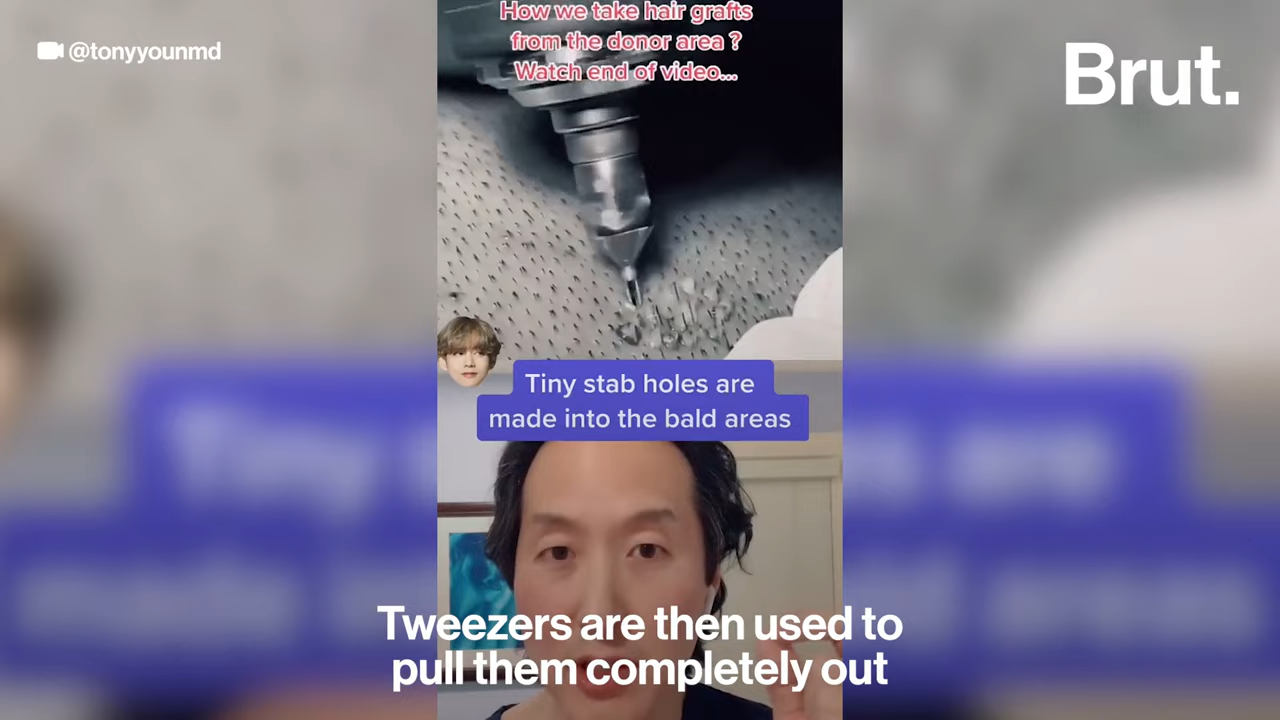 @tonyyounmd
Brut.
How we take hair grafts
from the donor area ?
Watch end of video...
Tiny stab holes are
made into the bald areas
Tweezers are then used to
pull them completely out